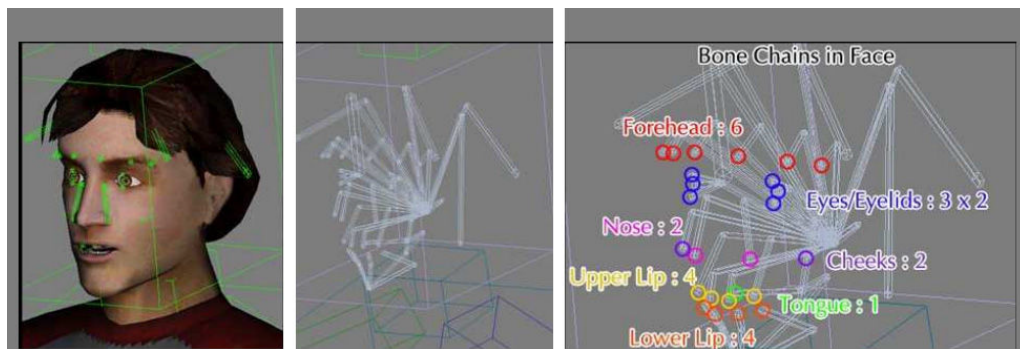 Bone Chains in Face
Forehead : 6
Eyes/Eyelids : 3 x 2
Nose : 2
Cheeks : 2
Upper Lip : 4
Tongue : 1
Lower Lip : 4